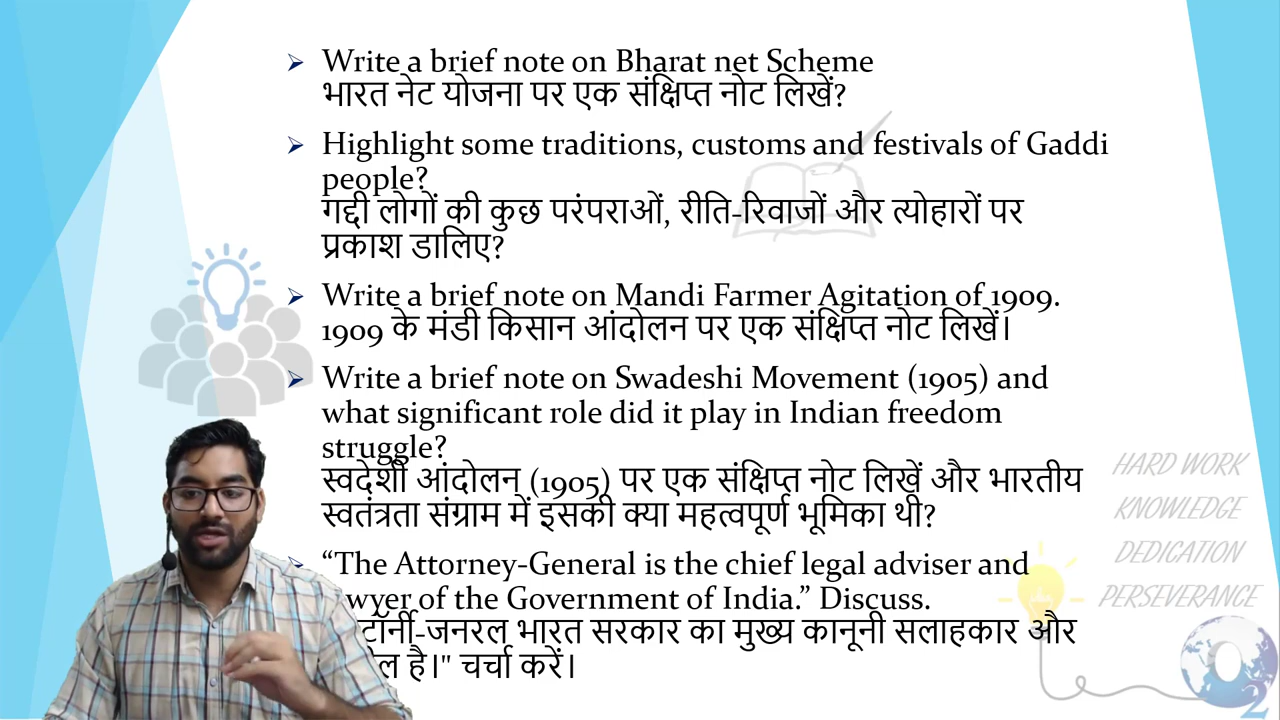 Write a brief note on Bharat net Scheme
भारत नेट योजना पर एक संक्षिप्त नोट लिखें?
Highlight some traditions, customs and festivals of Gaddi
people?
गद्दी लोगों की कुछ परंपराओं, रीति-रिवाजों और त्योहारों पर
प्रकाश डालिए?
Write a brief note on Mandi Farmer Agitation of 1909.
1909 के मंडी किसान आंदोलन पर एक संक्षिप्त नोट लिखें।
Write a brief note on Swadeshi Movement (1905) and
what significant role did it play in Indian freedom
struggle?
स्वदेशी आंदोलन (1905) पर एक संक्षिप्त नोट लिखें और भारतीय
स्वतंत्रता संग्राम में इसकी क्या महत्वपूर्ण भूमिका थी?
“The Attorney-General is the chief legal adviser and
of the Government of India.” Discuss.
जनरल भारत सरकार का मुख्य कानूनी सलाहकार और
है।" चर्चा करें।
HARD WORK
KNOWLEDGE
DEDICATION
PERSEVERANCE
O2